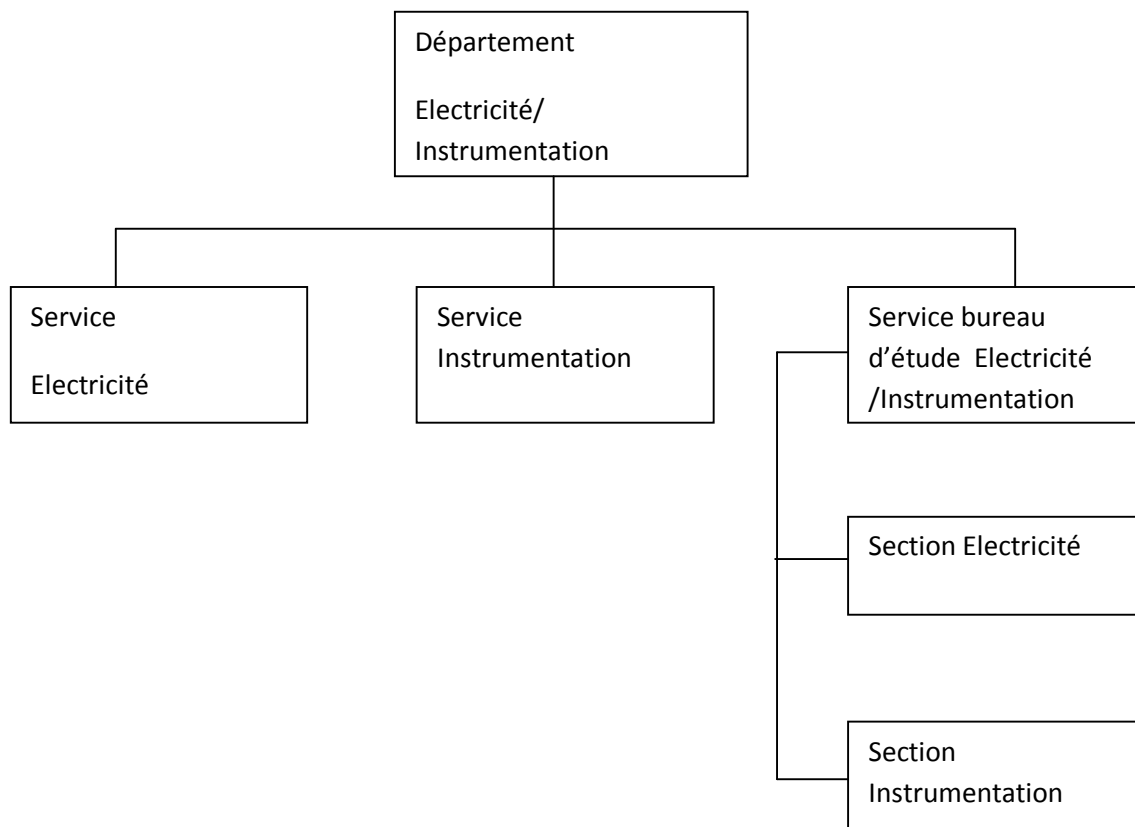 Département
Electricité/
Instrumentation
Service
Electricité
Service
Instrumentation
Service bureau
d’étude Electricité
/Instrumentation
Section Electricité
Section
Instrumentation